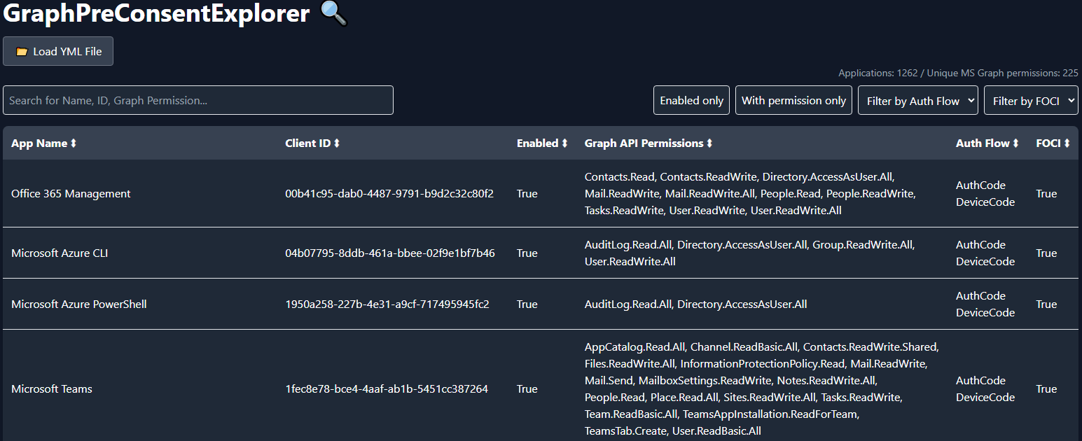 GraphPreConsentExplorer
Load YML File
Applications: 1262 / Unique MS Graph permissions: 225
Search for Name, ID, Graph Permission...
Enabled only
With permission only
Filter by Auth Flow
Filter by FOCI
App Name
Client ID
Enabled
Graph API Permissions
Auth Flow
FOCI
Office 365 Management
00b41c95-dab0-4487-9791-b9d2c32c80f2
True
Contacts.Read, Contacts.ReadWrite, Directory.AccessAsUser.All,
Mail.ReadWrite, Mail.ReadWrite.All, People.Read, People.ReadWrite,
Tasks.ReadWrite, User.ReadWrite, User.ReadWrite.All
AuthCode
DeviceCode
True
Microsoft Azure CLI
04b07795-8ddb-461a-bbee-02f9e1bf7b46
True
AuditLog.Read.All, Directory.AccessAsUser.All, Group.ReadWrite.All,
User.ReadWrite.All
AuthCode
DeviceCode
True
Microsoft Azure PowerShell
1950a258-227b-4e31-a9cf-717495945fc2
True
AuditLog.Read.All, Directory.AccessAsUser.All
AuthCode
DeviceCode
True
Microsoft Teams
1fec8e78-bce4-4aaf-ab1b-5451cc387264
True
AppCatalog.Read.All, Channel.ReadBasic.All, Contacts.ReadWrite.Shared,
Files.ReadWrite.All, InformationProtectionPolicy.Read, Mail.ReadWrite,
Mail.Send, MailboxSettings.ReadWrite, Notes.ReadWrite.All,
People.Read, Place.Read.All, Sites.ReadWrite.All, Tasks.ReadWrite,
Team.ReadBasic.All, TeamsAppInstallation.ReadForTeam,
TeamsTab.Create, User.ReadBasic.All
AuthCode
DeviceCode
True